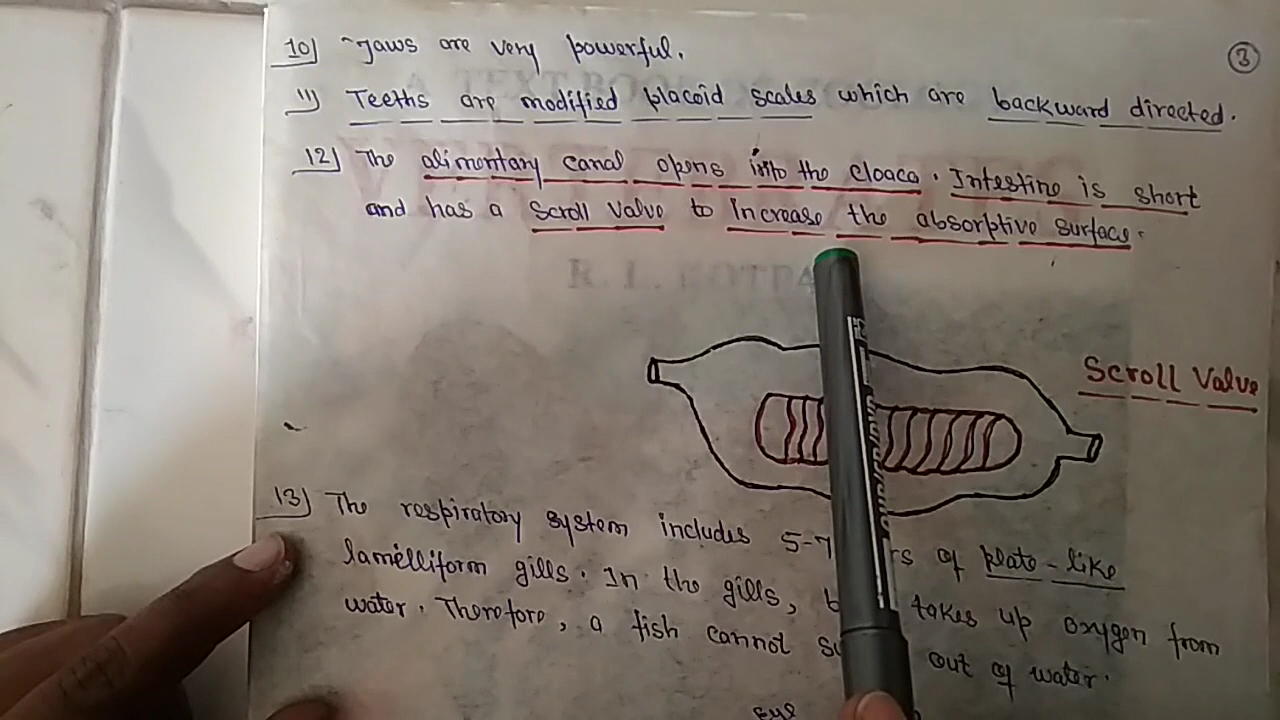 ③
10] Jaws are very powerful.
11) Teeths are modified placoid scales which are backward directed.
12] The alimentary canal opens into the cloaca. Intestine is short
and has a Scroll Valve to increase the absorptive surface.
Scroll Valve
13) The respiratory system includes 5-7 of plate-like
lamelliform gills. In the gills, takes up oxygen from
water. Therefore, a fish cannot out of water.